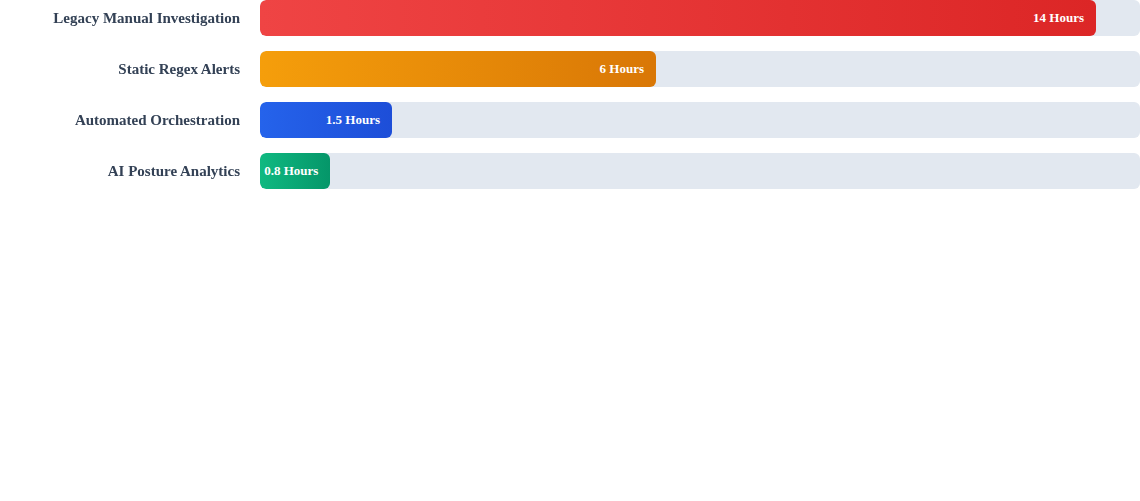 Legacy Manual Investigation 14 Hours
Static Regex Alerts 6 Hours
Automated Orchestration 1.5 Hours
AI Posture Analytics 0.8 Hours